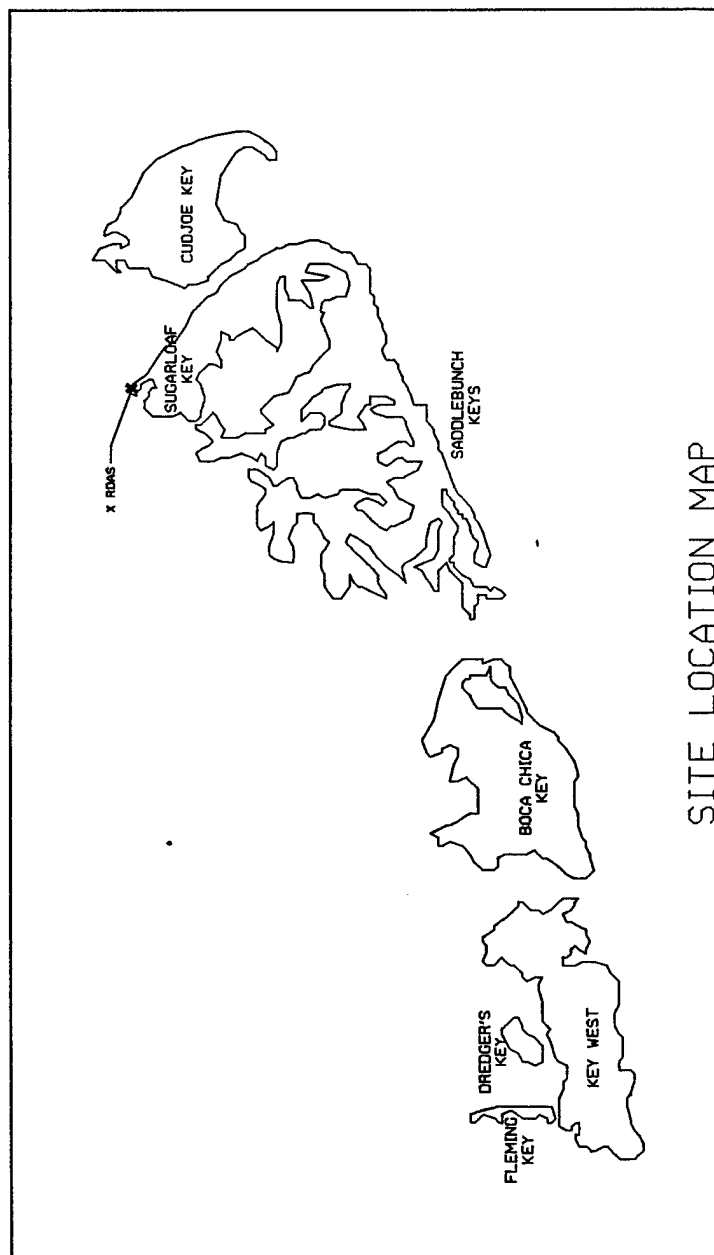 X RDAS
SUGARLOAF
KEY
CUDJOE KEY
SADDLEBUNCH
KEYS
BOCA CHICA
KEY
DREDGER'S
KEY
FLEMING
KEY
KEY WEST
SITE LOCATION MAP